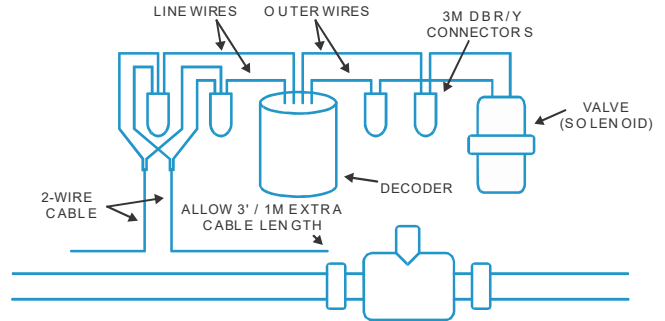 LINE WIRES
OUTER WIRES
3M DBR/Y
CONNECTORS
VALVE
(SOLENOID)
DECODER
2-WIRE
CABLE
ALLOW 3' / 1M EXTRA
CABLE LENGTH